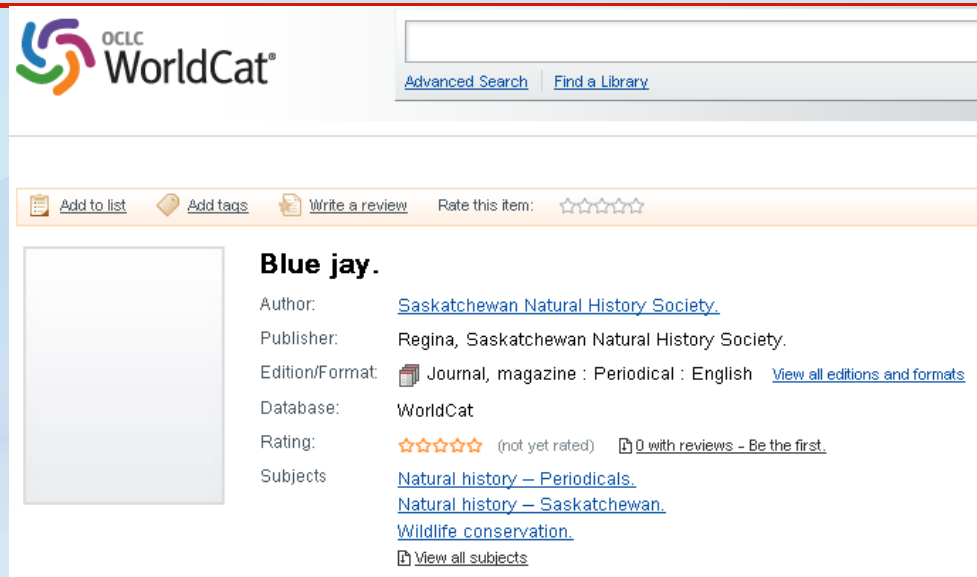 OCLC
WorldCat®
Advanced Search Find a Library
Add to list Add tags Write a review Rate this item:
Blue jay.
Author: Saskatchewan Natural History Society.
Publisher: Regina, Saskatchewan Natural History Society.
Edition/Format: Journal, magazine : Periodical : English View all editions and formats
Database: WorldCat
Rating: (not yet rated) 0 with reviews - Be the first.
Subjects Natural history -- Periodicals.
Natural history -- Saskatchewan.
Wildlife conservation.
View all subjects